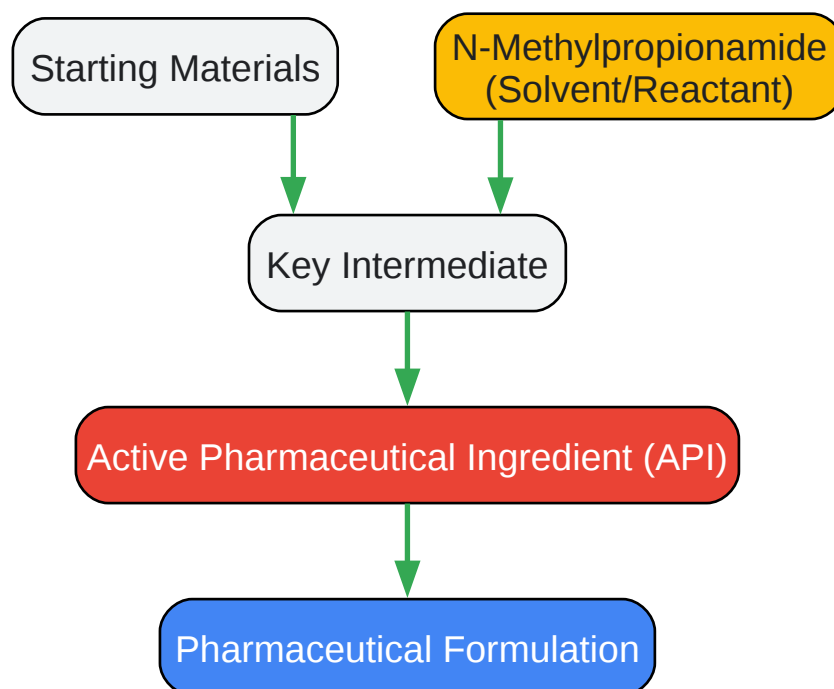 Starting Materials
N-Methylpropionamide
(Solvent/Reactant)
Key Intermediate
Active Pharmaceutical Ingredient (API)
Pharmaceutical Formulation